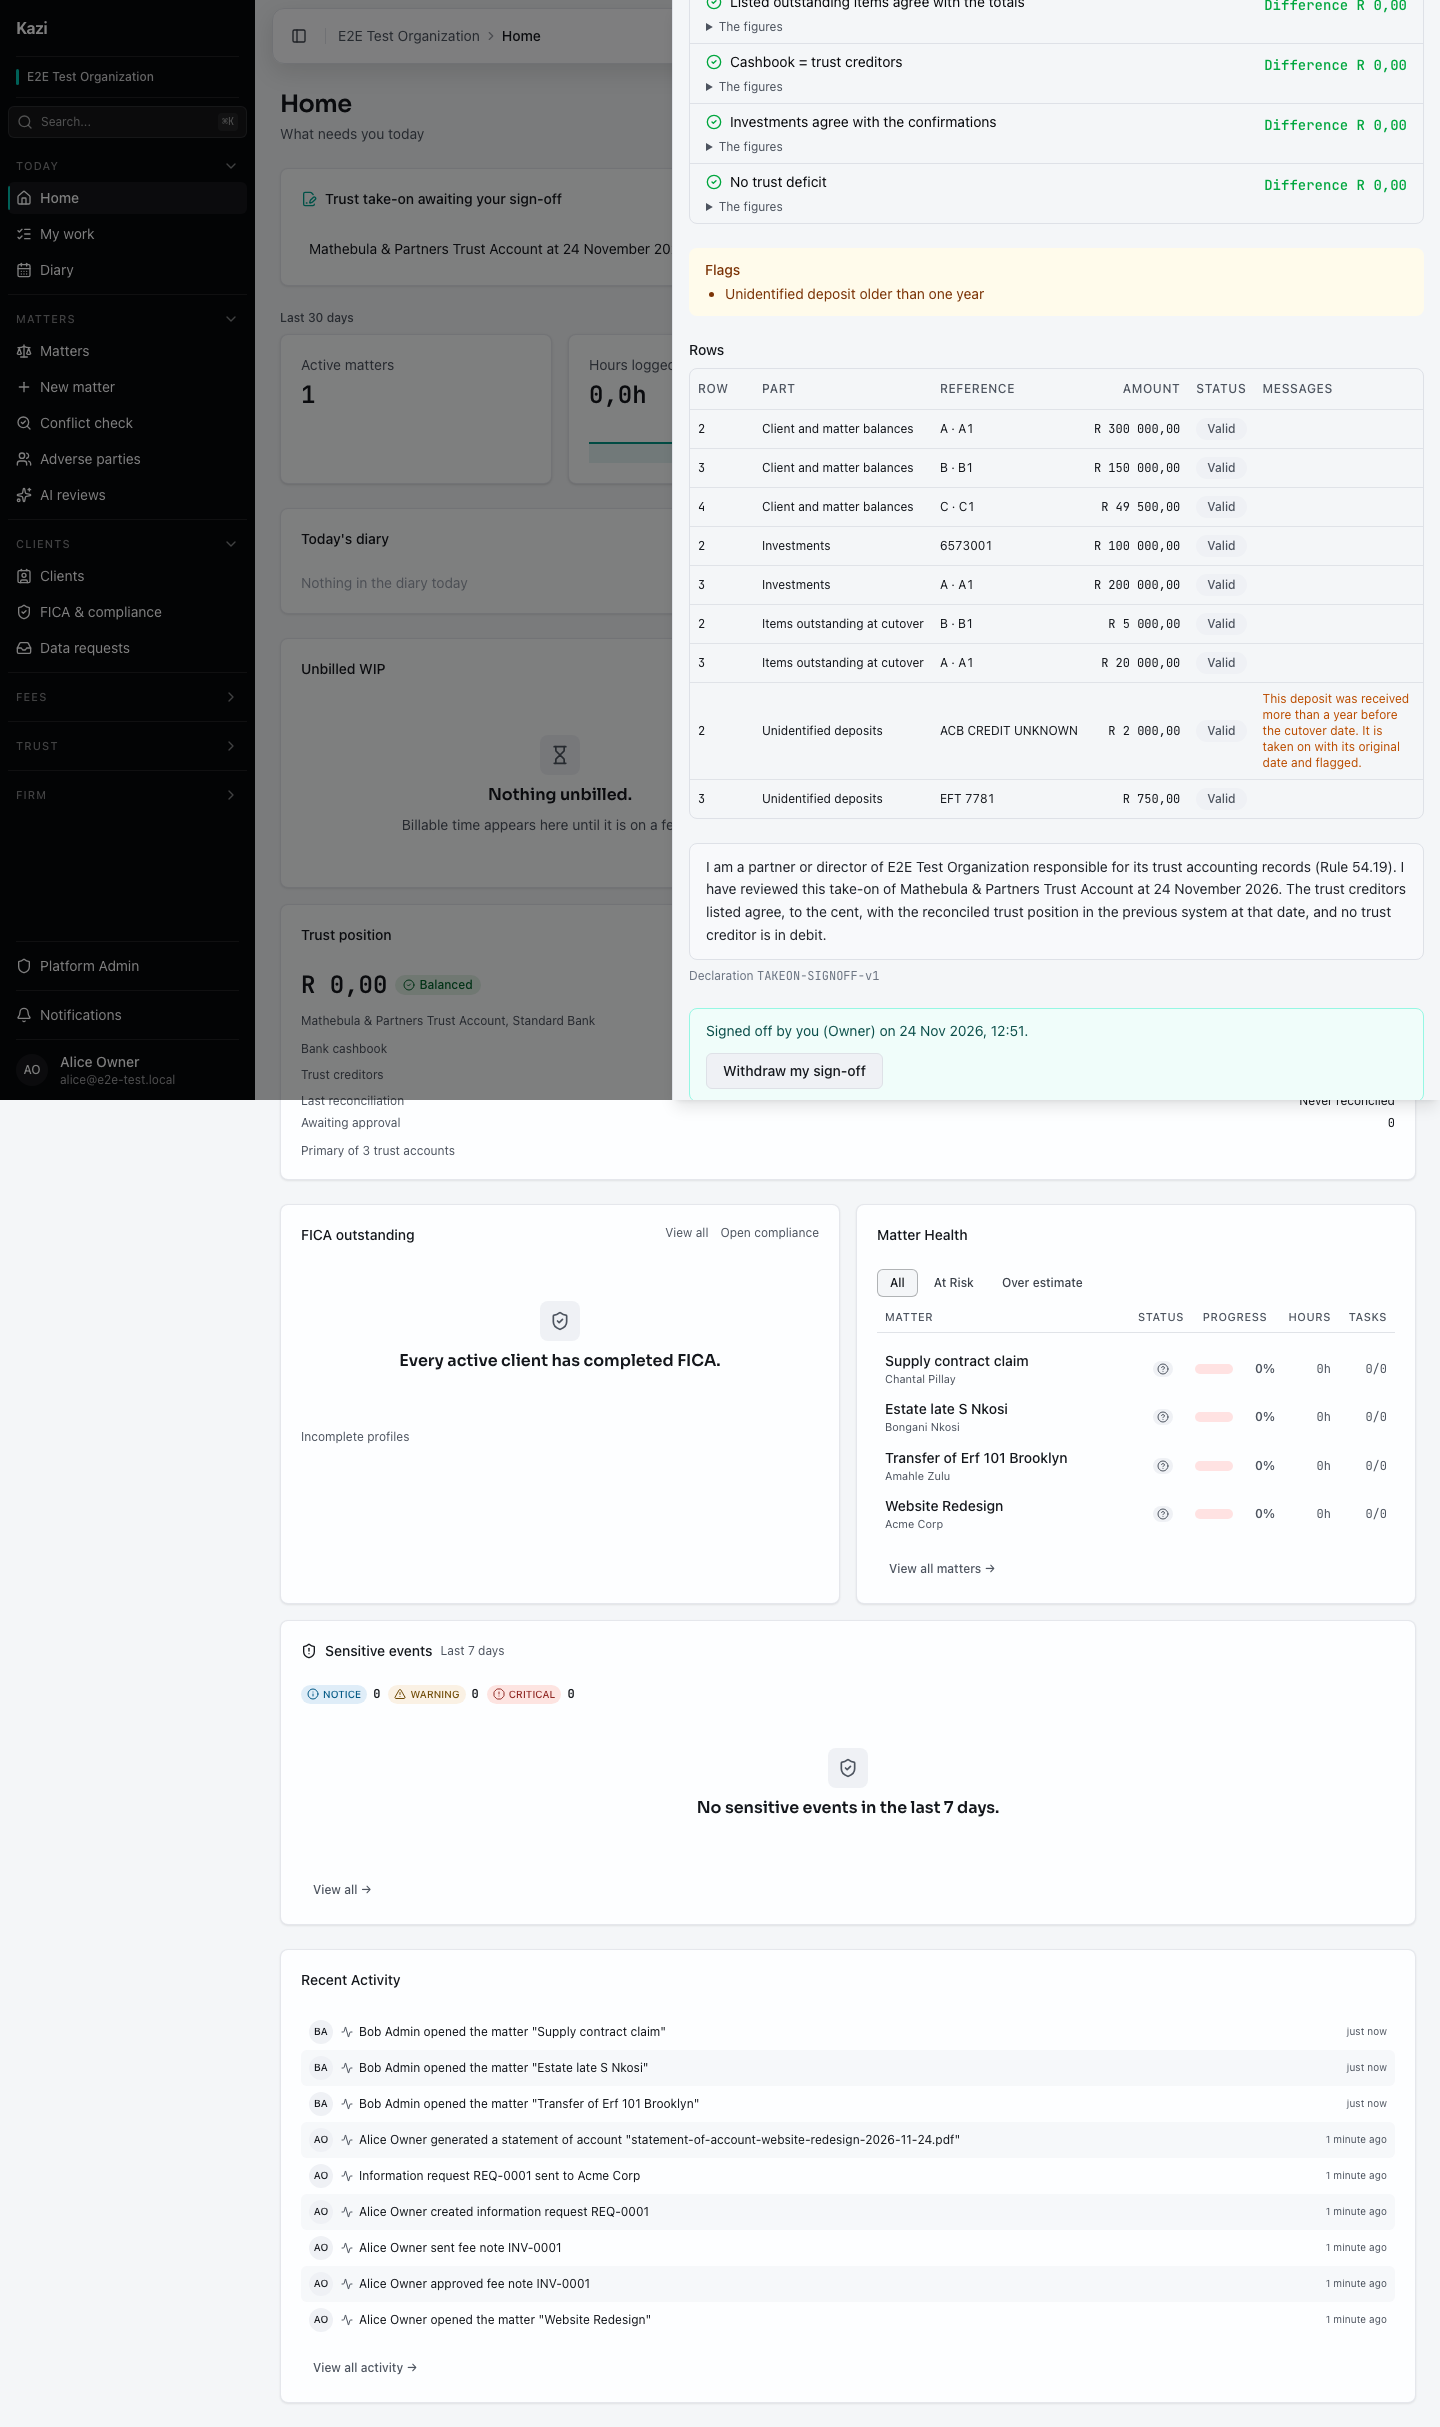 Kazi
E2E Test Organization
Search...
⌘K
TODAY
Home
My work
Diary
MATTERS
Matters
New matter
Conflict check
Adverse parties
AI reviews
CLIENTS
Clients
FICA & compliance
Data requests
FEES
TRUST
FIRM
Platform Admin
Notifications
AO
Alice Owner
alice@e2e-test.local
E2E Test Organization > Home
Home
What needs you today
Trust take-on awaiting your sign-off
Mathebula & Partners Trust Account at 24 November 20
Last 30 days
Active matters
1
Hours logged
0,0h
Today's diary
Nothing in the diary today
Unbilled WIP
Nothing unbilled.
Billable time appears here until it is on a fe
Trust position
R 0,00 Balanced
Mathebula & Partners Trust Account, Standard Bank
Bank cashbook
Trust creditors
Last reconciliation Never reconciled
Awaiting approval 0
Primary of 3 trust accounts
Listed outstanding items agree with the totals Difference R 0,00
The figures
Cashbook = trust creditors Difference R 0,00
The figures
Investments agree with the confirmations Difference R 0,00
The figures
No trust deficit Difference R 0,00
The figures
Flags
• Unidentified deposit older than one year
Rows
ROW PART REFERENCE AMOUNT STATUS MESSAGES
2 Client and matter balances A · A1 R 300 000,00 Valid
3 Client and matter balances B · B1 R 150 000,00 Valid
4 Client and matter balances C · C1 R 49 500,00 Valid
2 Investments 6573001 R 100 000,00 Valid
3 Investments A · A1 R 200 000,00 Valid
2 Items outstanding at cutover B · B1 R 5 000,00 Valid
3 Items outstanding at cutover A · A1 R 20 000,00 Valid
2 Unidentified deposits ACB CREDIT UNKNOWN R 2 000,00 Valid
This deposit was received
more than a year before
the cutover date. It is
taken on with its original
date and flagged.
3 Unidentified deposits EFT 7781 R 750,00 Valid
I am a partner or director of E2E Test Organization responsible for its trust accounting records (Rule 54.19). I
have reviewed this take-on of Mathebula & Partners Trust Account at 24 November 2026. The trust creditors
listed agree, to the cent, with the reconciled trust position in the previous system at that date, and no trust
creditor is in debit.
Declaration TAKEON-SIGNOFF-v1
Signed off by you (Owner) on 24 Nov 2026, 12:51.
Withdraw my sign-off
FICA outstanding View all Open compliance
Every active client has completed FICA.
Incomplete profiles
Matter Health
All At Risk Over estimate
MATTER STATUS PROGRESS HOURS TASKS
Supply contract claim 0% 0h 0/0
Chantal Pillay
Estate late S Nkosi 0% 0h 0/0
Bongani Nkosi
Transfer of Erf 101 Brooklyn 0% 0h 0/0
Amahle Zulu
Website Redesign 0% 0h 0/0
Acme Corp
View all matters →
Sensitive events Last 7 days
NOTICE 0 WARNING 0 CRITICAL 0
No sensitive events in the last 7 days.
View all →
Recent Activity
BA Bob Admin opened the matter "Supply contract claim" just now
BA Bob Admin opened the matter "Estate late S Nkosi" just now
BA Bob Admin opened the matter "Transfer of Erf 101 Brooklyn" just now
AO Alice Owner generated a statement of account "statement-of-account-website-redesign-2026-11-24.pdf" 1 minute ago
AO Information request REQ-0001 sent to Acme Corp 1 minute ago
AO Alice Owner created information request REQ-0001 1 minute ago
AO Alice Owner sent fee note INV-0001 1 minute ago
AO Alice Owner approved fee note INV-0001 1 minute ago
AO Alice Owner opened the matter "Website Redesign" 1 minute ago
View all activity →